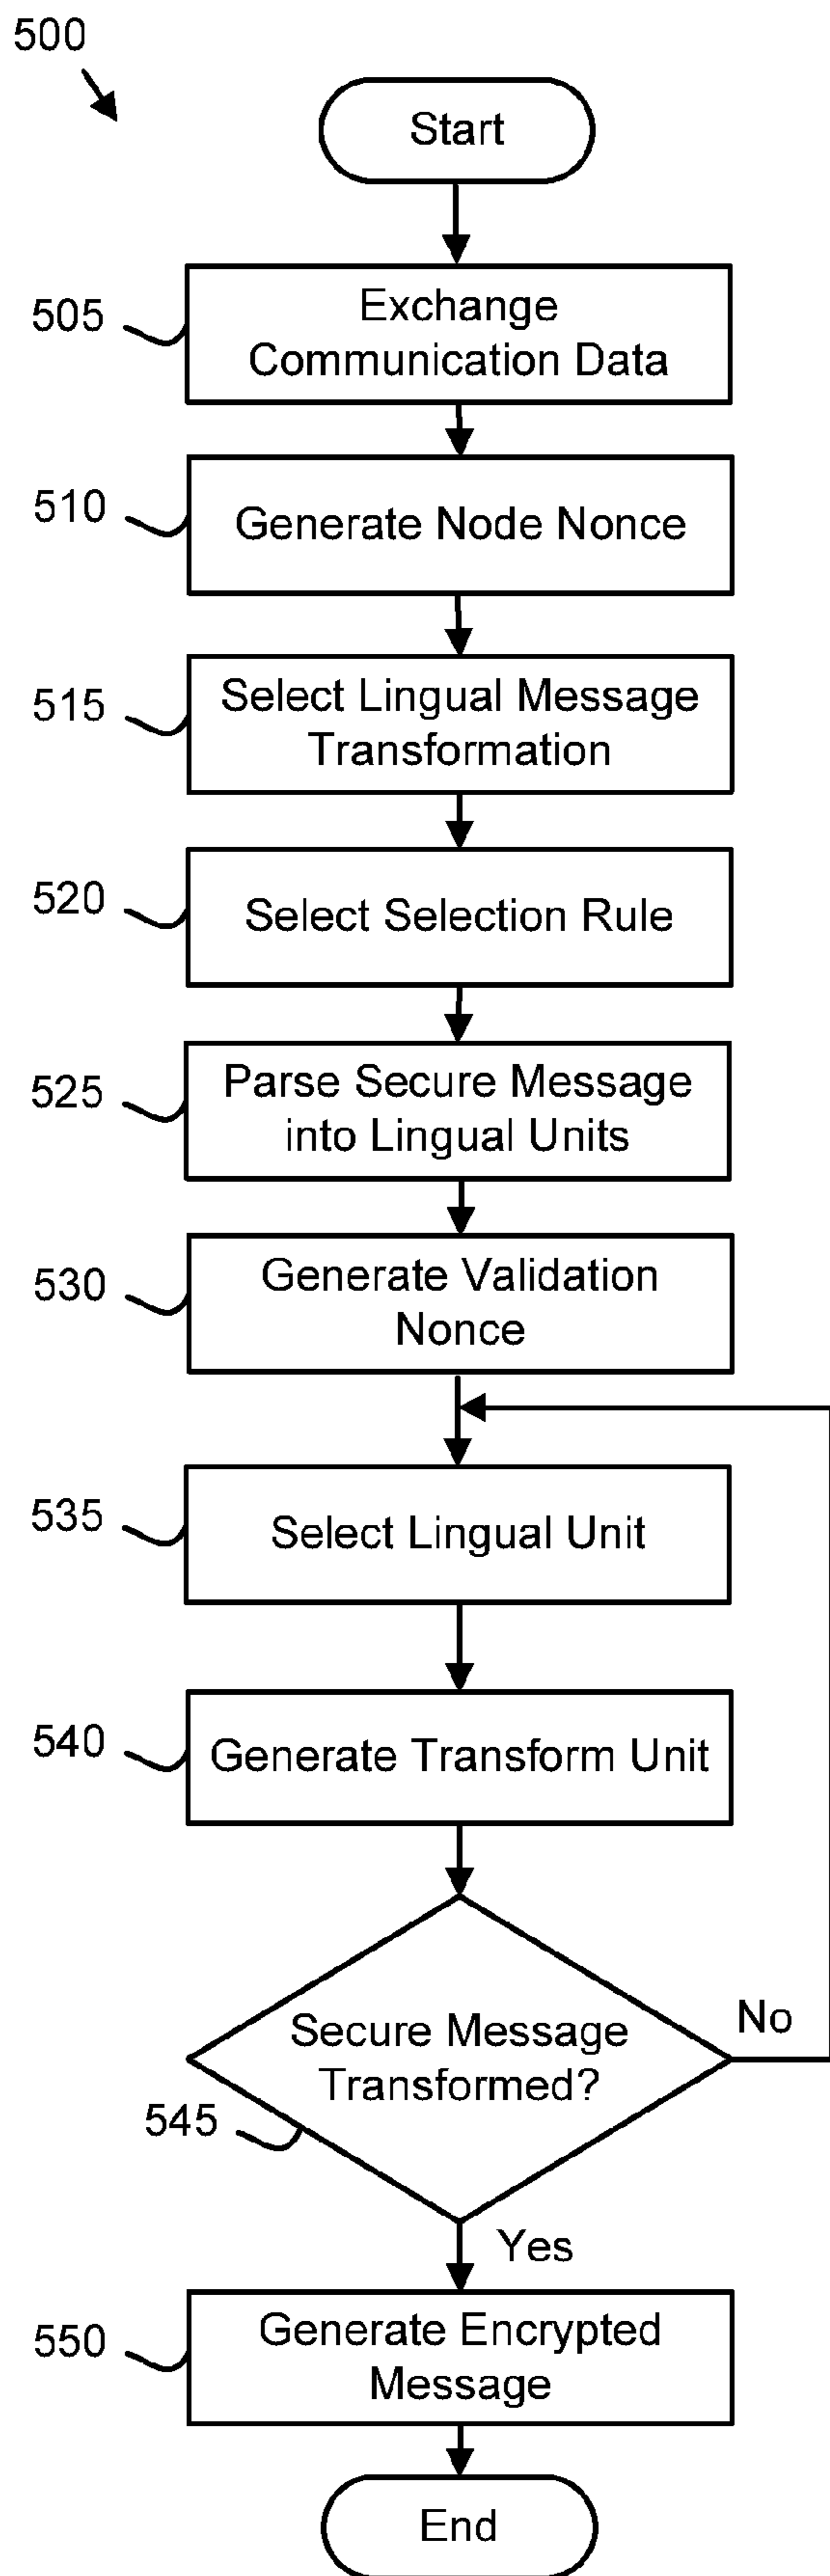 500
Start
505
Exchange
Communication Data
510
Generate Node Nonce
515
Select Lingual Message
Transformation
520
Select Selection Rule
525
Parse Secure Message
into Lingual Units
530
Generate Validation
Nonce
535
Select Lingual Unit
540
Generate Transform Unit
Secure Message
Transformed?
No
545
Yes
550
Generate Encrypted
Message
End